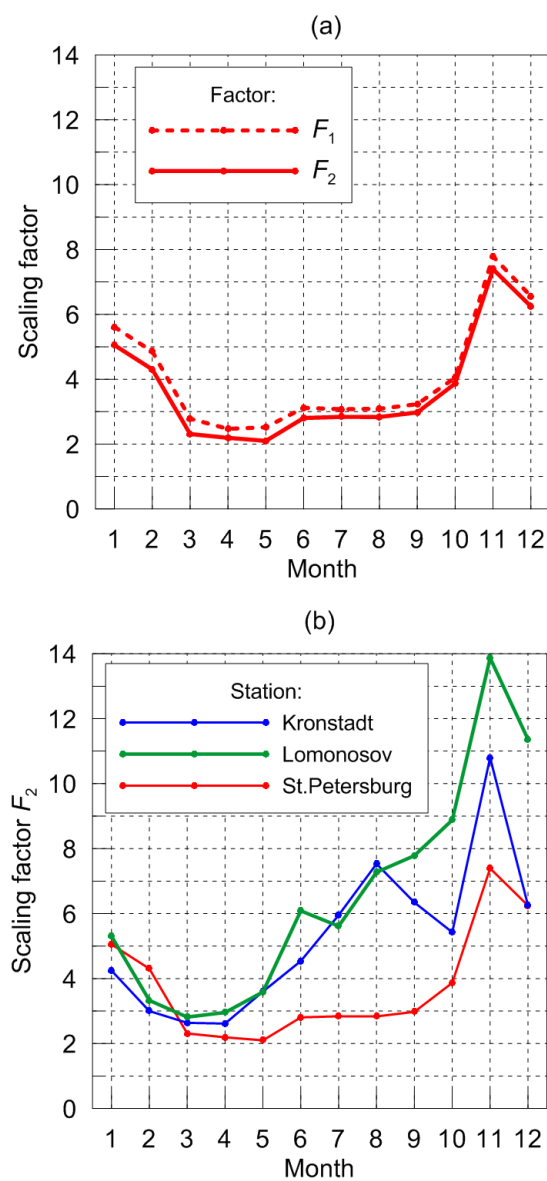 (a)
14
12
10
8
6
4
2
0
Scaling factor
Factor:
F1
F2
1 2 3 4 5 6 7 8 9 10 11 12
Month
(b)
14
12
10
8
6
4
2
0
Scaling factor F2
Station:
Kronstadt
Lomonosov
St.Petersburg
1 2 3 4 5 6 7 8 9 10 11 12
Month